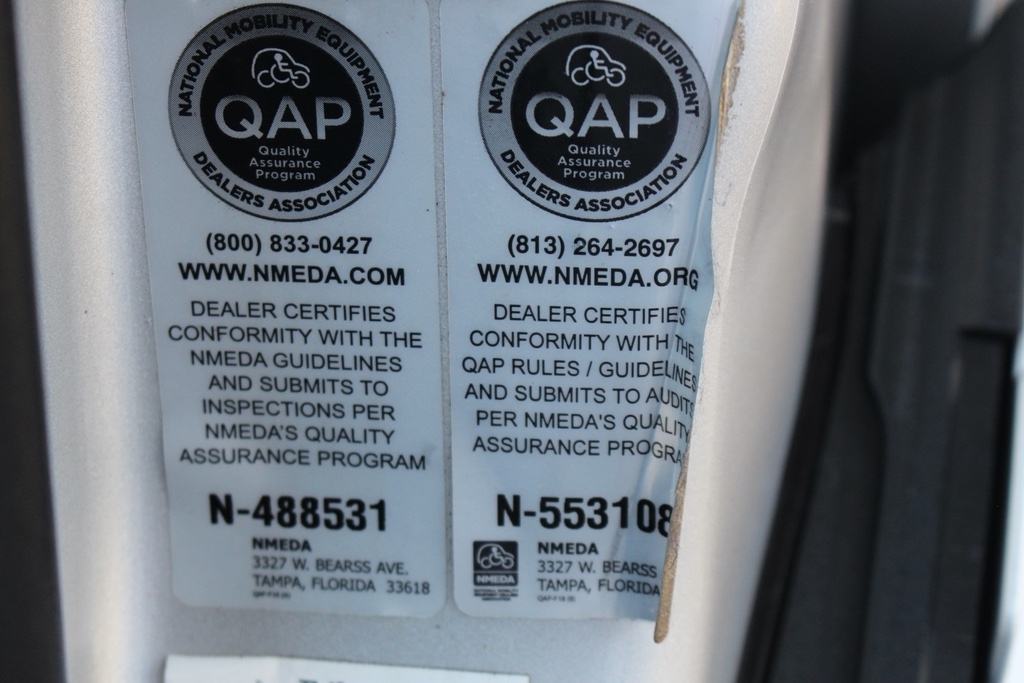 NATIONAL MOBILITY EQUIPMENT
QAP
Quality
Assurance
Program
DEALERS ASSOCIATION
(800) 833-0427
WWW.NMEDA.COM
DEALER CERTIFIES
CONFORMITY WITH THE
NMEDA GUIDELINES
AND SUBMITS TO
INSPECTIONS PER
NMEDA'S QUALITY
ASSURANCE PROGRAM
N-488531
NMEDA
3327 W. BEARSS AVE.
TAMPA, FLORIDA 33618
NATIONAL MOBILITY EQUIPMENT
QAP
Quality
Assurance
Program
DEALERS ASSOCIATION
(813) 264-2697
WWW.NMEDA.ORG
DEALER CERTIFIES
CONFORMITY WITH THE
QAP RULES / GUIDELINES
AND SUBMITS TO AUDITS
PER NMEDA'S QUALITY
ASSURANCE PROGRA
N-553108
NMEDA
NMEDA
3327 W. BEARSS
TAMPA, FLORIDA